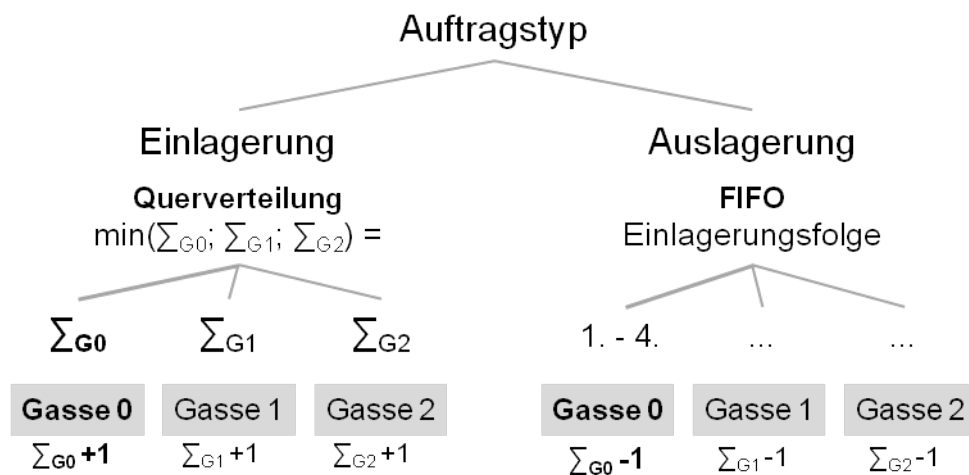 Auftragstyp
Einlagerung Auslagerung
Querverteilung FIFO
min(∑G0; ∑G1; ∑G2) = Einlagerungsfolge
∑G0 ∑G1 ∑G2 1. - 4. ... ...
Gasse 0 Gasse 1 Gasse 2 Gasse 0 Gasse 1 Gasse 2
∑G0 +1 ∑G1 +1 ∑G2 +1 ∑G0 -1 ∑G1 -1 ∑G2 -1